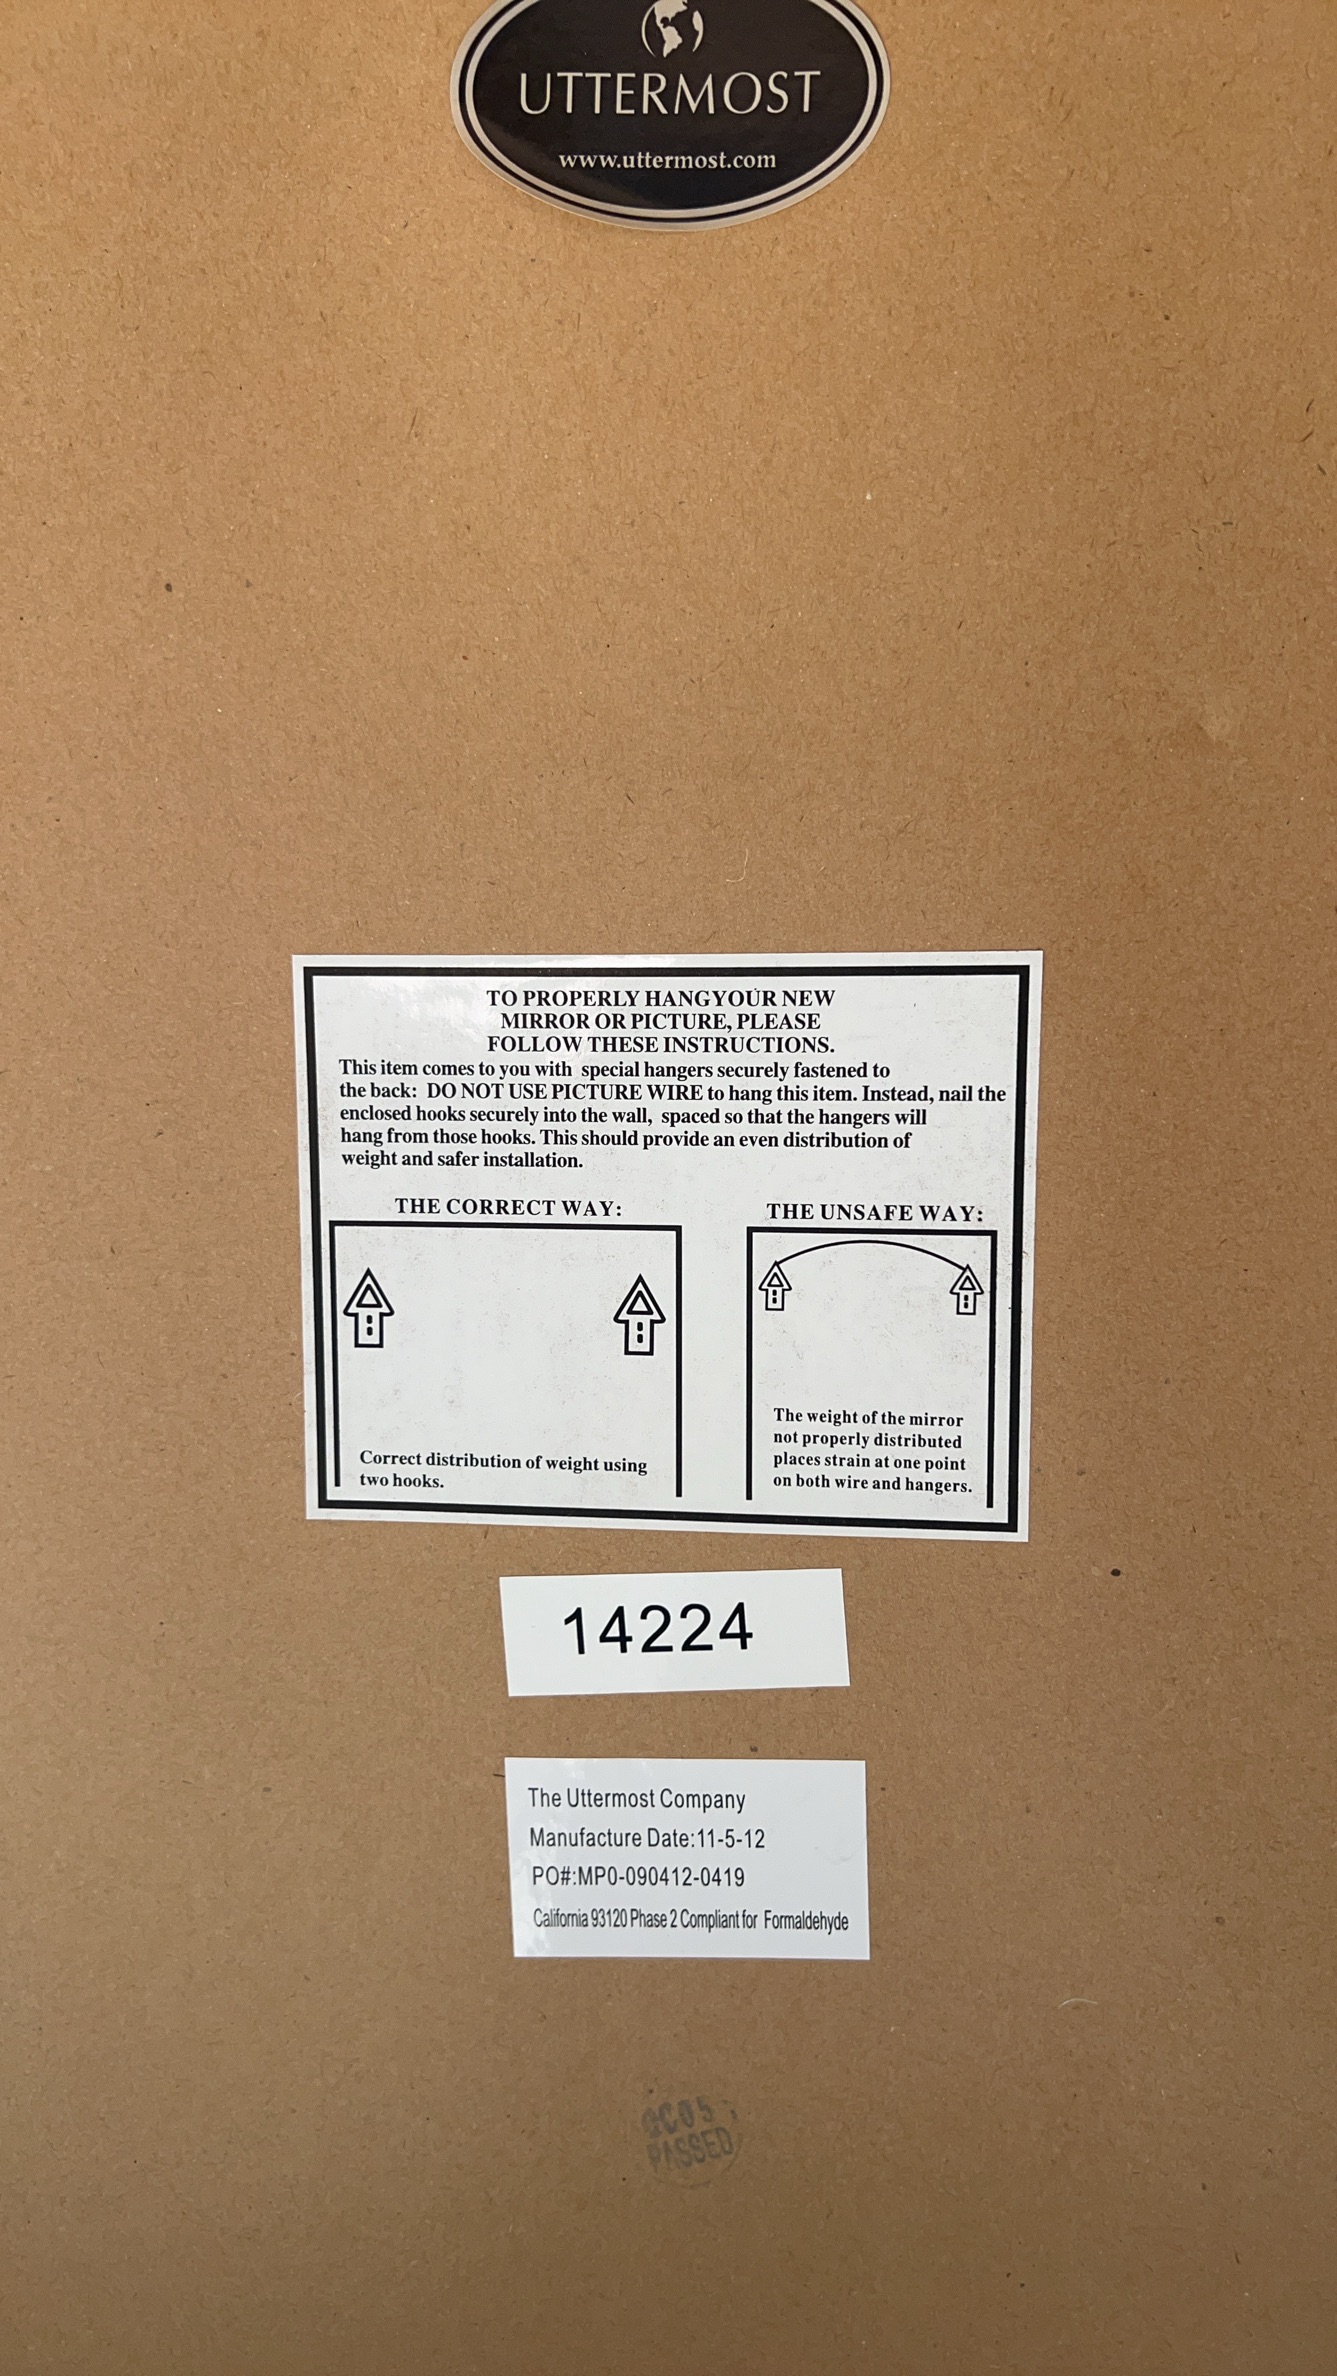 UTTERMOST
www.uttermost.com
TO PROPERLY HANGYOUR NEW
MIRROR OR PICTURE, PLEASE
FOLLOW THESE INSTRUCTIONS.
This item comes to you with special hangers securely fastened to
the back: DO NOT USE PICTURE WIRE to hang this item. Instead, nail the
enclosed hooks securely into the wall, spaced so that the hangers will
hang from those hooks. This should provide an even distribution of
weight and safer installation.
THE CORRECT WAY:
Correct distribution of weight using
two hooks.
THE UNSAFE WAY:
The weight of the mirror
not properly distributed
places strain at one point
on both wire and hangers.
14224
The Uttermost Company
Manufacture Date:11-5-12
PO#:MP0-090412-0419
California 93120 Phase 2 Compliant for Formaldehyde
QC05
PASSED